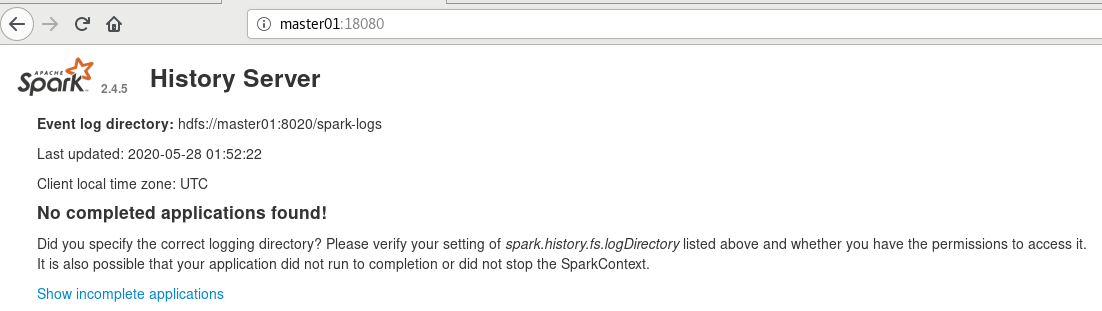 master01:18080
APACHE
Spark 2.4.5 History Server
Event log directory: hdfs://master01:8020/spark-logs
Last updated: 2020-05-28 01:52:22
Client local time zone: UTC
No completed applications found!
Did you specify the correct logging directory? Please verify your setting of spark.history.fs.logDirectory listed above and whether you have the permissions to access it.
It is also possible that your application did not run to completion or did not stop the SparkContext.
Show incomplete applications